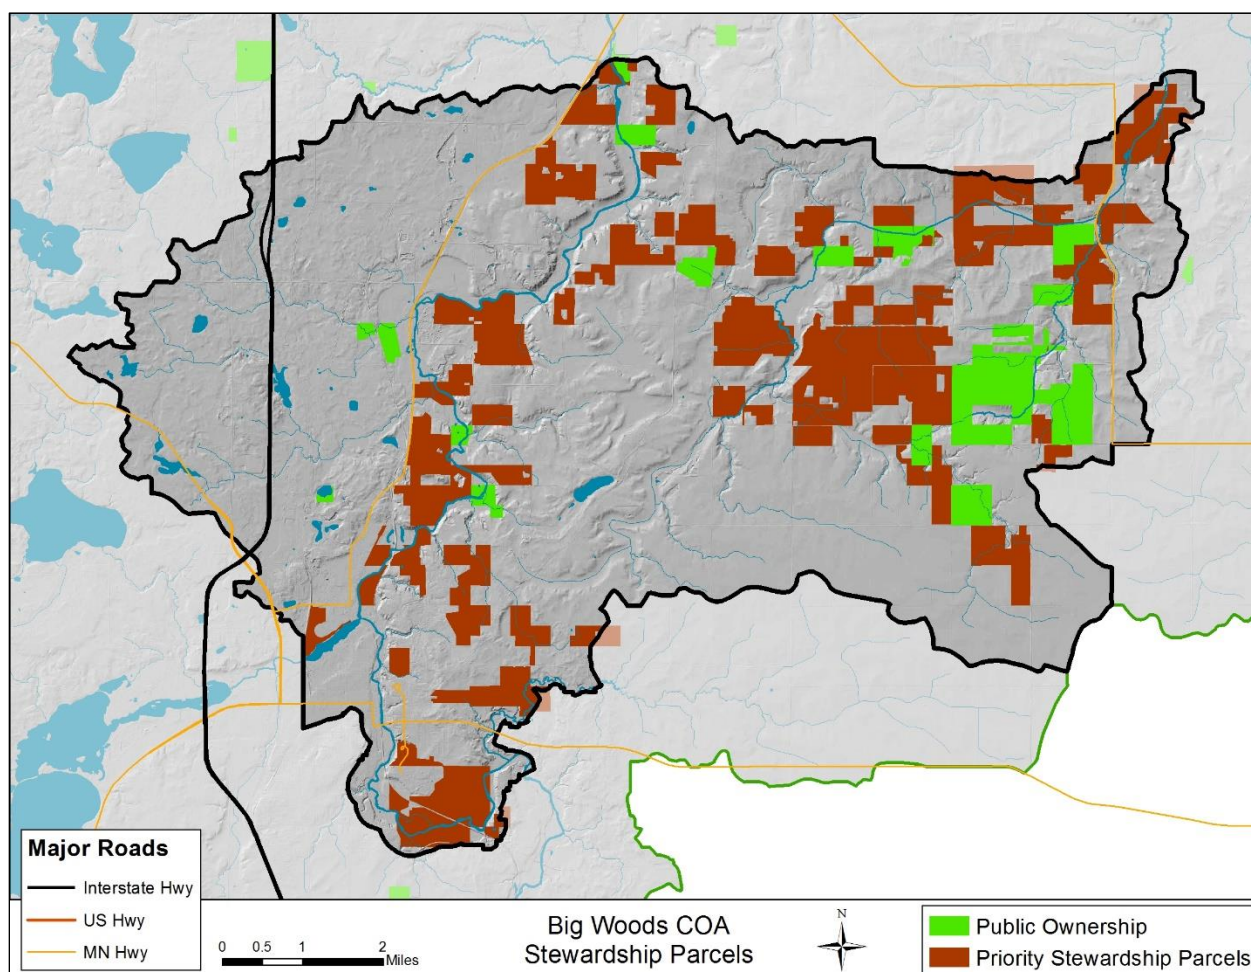 Major Roads
Interstate Hwy
US Hwy
MN Hwy
0 0.5 1 2
Miles
Big Woods COA
Stewardship Parcels
N
Public Ownership
Priority Stewardship Parcels